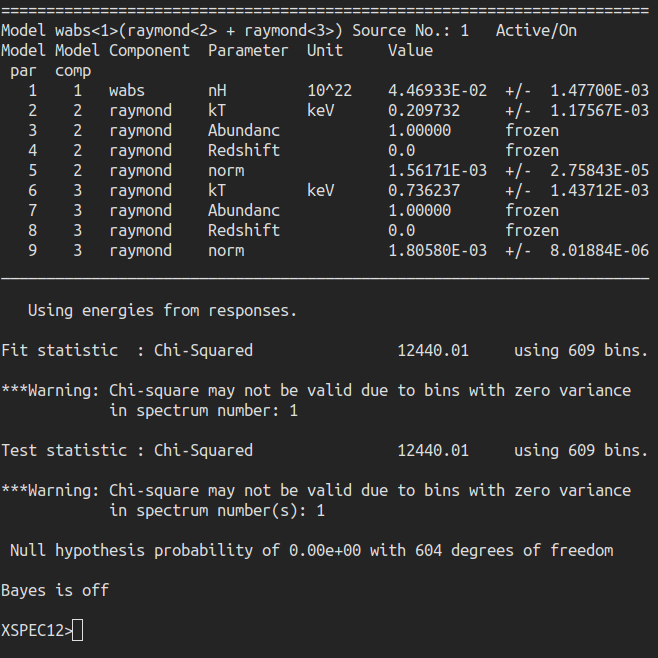 ========================================================================
Model wabs<1>(raymond<2> + raymond<3>) Source No.: 1   Active/On
Model Model Component  Parameter  Unit     Value
 par  comp
   1    1   wabs       nH         10^22    4.46933E-02  +/-  1.47700E-03
   2    2   raymond    kT         keV      0.209732     +/-  1.17567E-03
   3    2   raymond    Abundanc            1.00000      frozen
   4    2   raymond    Redshift            0.0          frozen
   5    2   raymond    norm                1.56171E-03  +/-  2.75843E-05
   6    3   raymond    kT         keV      0.736237     +/-  1.43712E-03
   7    3   raymond    Abundanc            1.00000      frozen
   8    3   raymond    Redshift            0.0          frozen
   9    3   raymond    norm                1.80580E-03  +/-  8.01884E-06
________________________________________________________________________
   Using energies from responses.
Fit statistic  : Chi-Squared                12440.01     using 609 bins.
***Warning: Chi-square may not be valid due to bins with zero variance
            in spectrum number: 1
Test statistic : Chi-Squared                12440.01     using 609 bins.
***Warning: Chi-square may not be valid due to bins with zero variance
            in spectrum number(s): 1
 Null hypothesis probability of 0.00e+00 with 604 degrees of freedom
Bayes is off
XSPEC12>